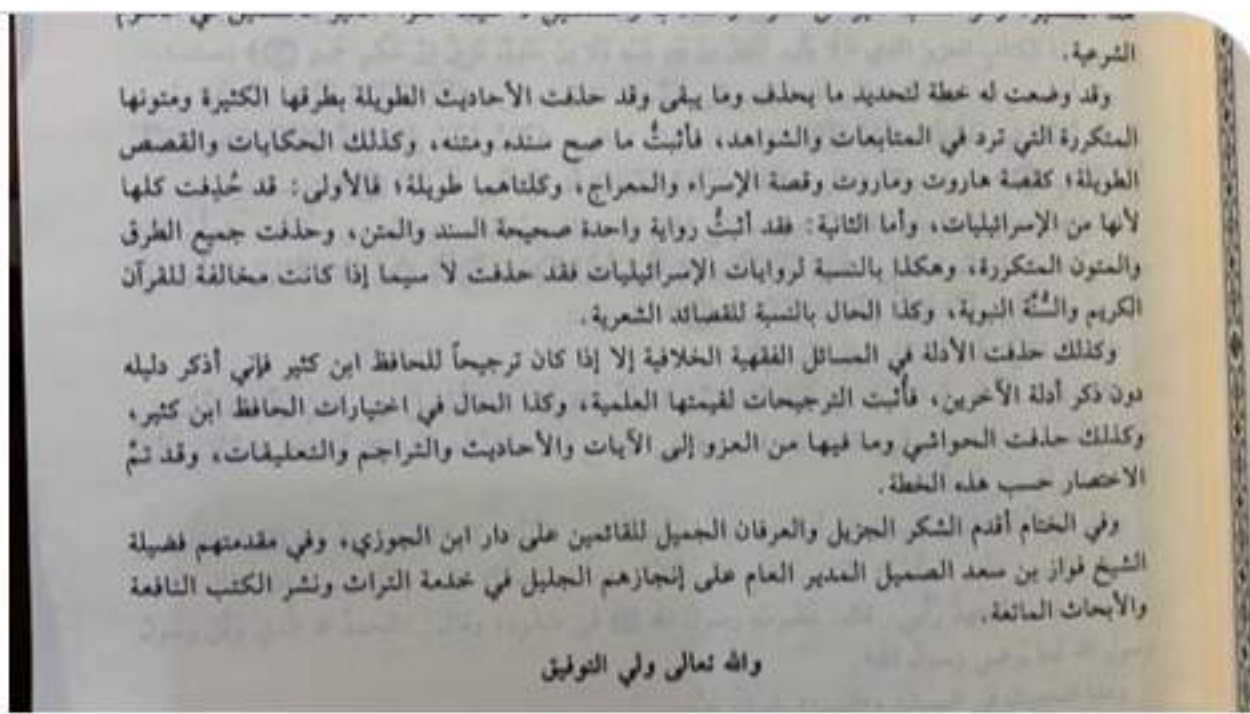 الشرعية.
وقد وضعت له خطة لتحديد ما يحذف وما يبقى وقد حذفت الأحاديث الطويلة بطرقها الكثيرة ومتونها
المتكررة التي ترد في المتابعات والشواهد، فأثبتُّ ما صح سنده ومتنه، وكذلك الحكايات والقصص
الطويلة؛ كقصة هاروت وماروت وقصة الإسراء والمعراج، وكلتاهما طويلة؛ فالأولى: قد حُذِفت كلها
لأنها من الإسرائيليات، وأما الثانية: فقد أثبتُّ رواية واحدة صحيحة السند والمتن، وحذفت جميع الطرق
والمتون المتكررة، وهكذا بالنسبة لروايات الإسرائيليات فقد حذفت لا سيما إذا كانت مخالفة للقرآن
الكريم والسُّنَّة النبوية، وكذا الحال بالنسبة للقصائد الشعرية.
وكذلك حذفت الأدلة في المسائل الفقهية الخلافية إلا إذا كان ترجيحاً للحافظ ابن كثير فإني أذكر دليله
دون ذكر أدلة الآخرين، فأُثبت الترجيحات لقيمتها العلمية، وكذا الحال في اختيارات الحافظ ابن كثير،
وكذلك حذفت الحواشي وما فيها من العزو إلى الآيات والأحاديث والتراجم والتعليقات، وقد تمَّ
الاختصار حسب هذه الخطة.
وفي الختام أقدم الشكر الجزيل والعرفان الجميل للقائمين على دار ابن الجوزي، وفي مقدمتهم فضيلة
الشيخ فواز بن سعد الصميل المدير العام على إنجازهم الجليل في خدمة التراث ونشر الكتب النافعة
والأبحاث الماتعة.
والله تعالى ولي التوفيق